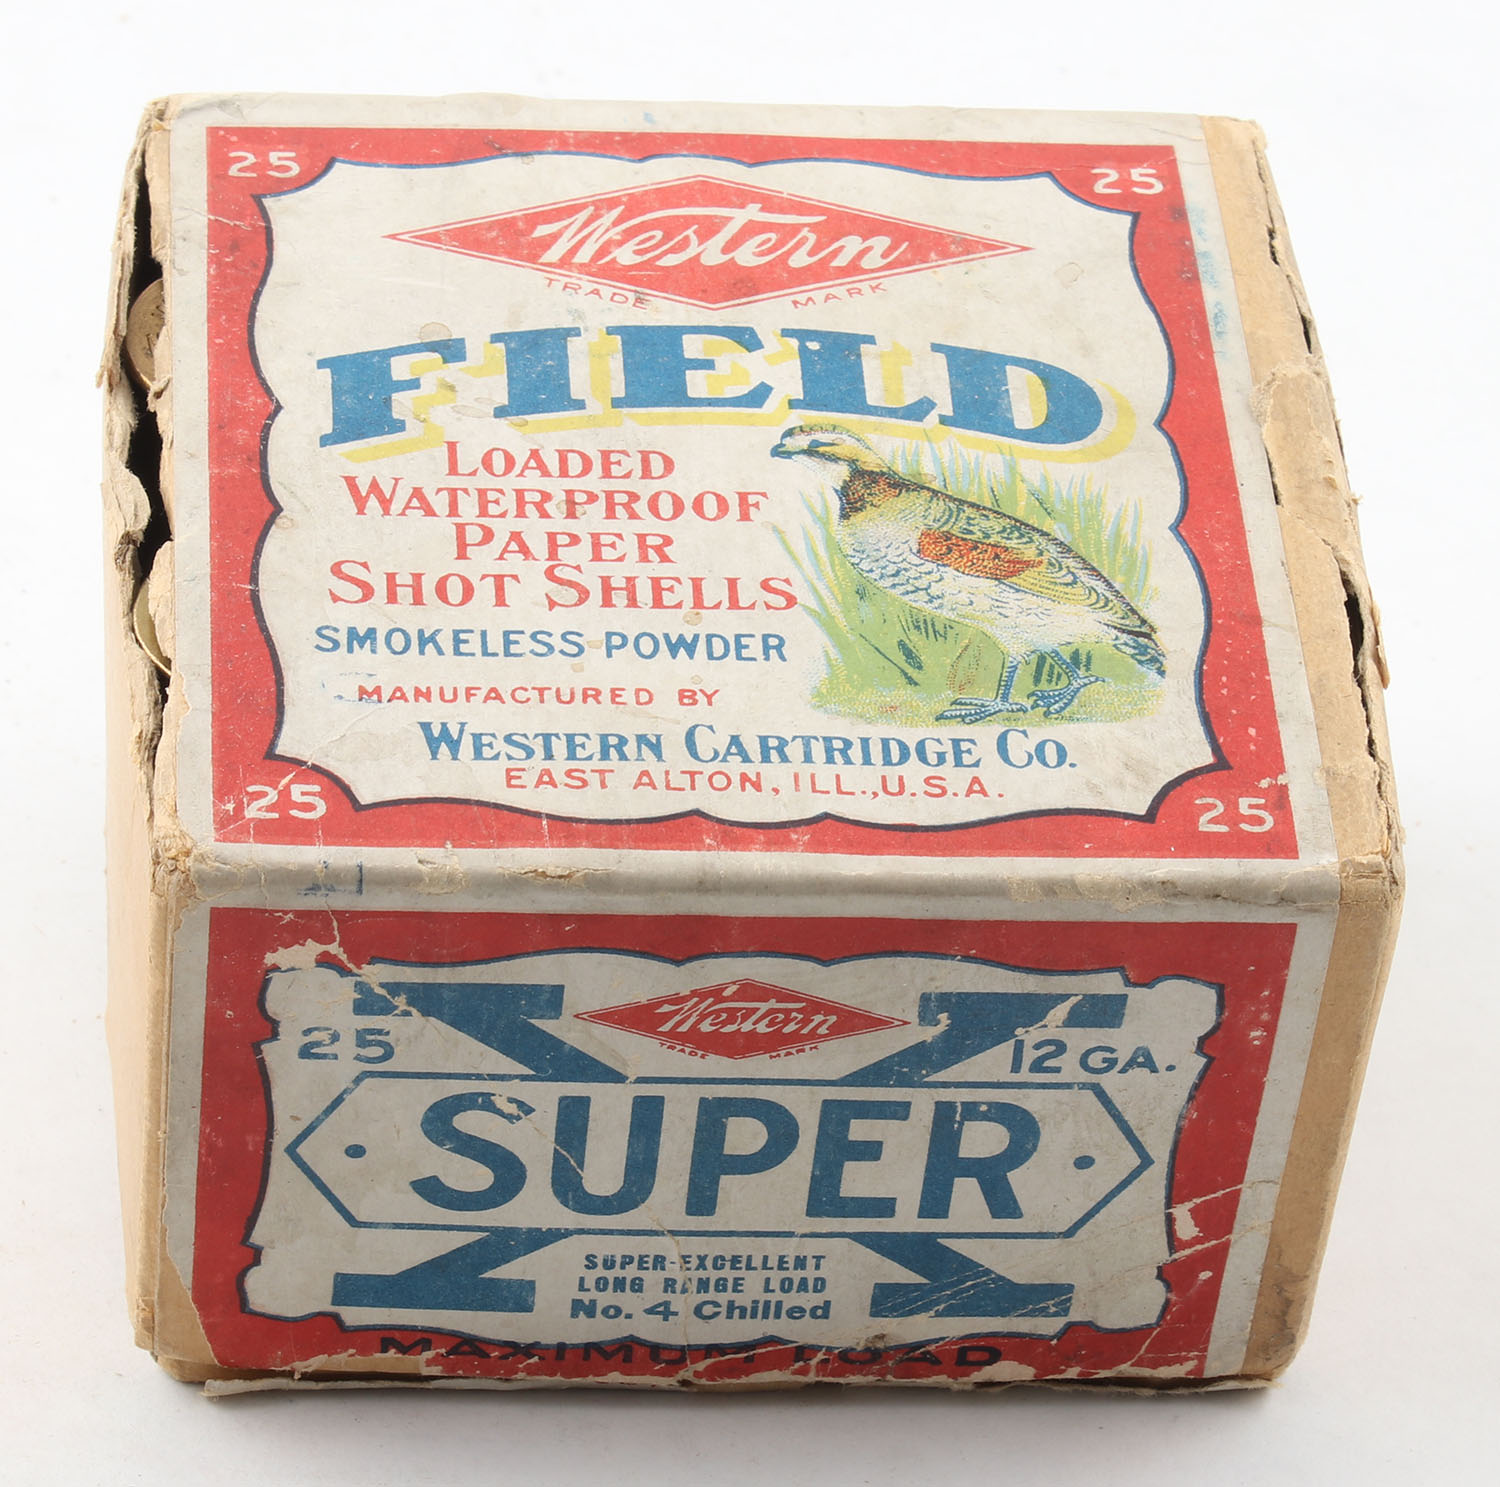 25 25
Western
TRADE MARK
FIELD
LOADED
WATERPROOF
PAPER
SHOT SHELLS
SMOKELESS POWDER
MANUFACTURED BY
WESTERN CARTRIDGE CO.
EAST ALTON, ILL., U.S.A.
25 25
Western
TRADE MARK
25 12 GA.
X
SUPER
SUPER-EXCELLENT
LONG RANGE LOAD
No. 4 Chilled
MAXIMUM LOAD